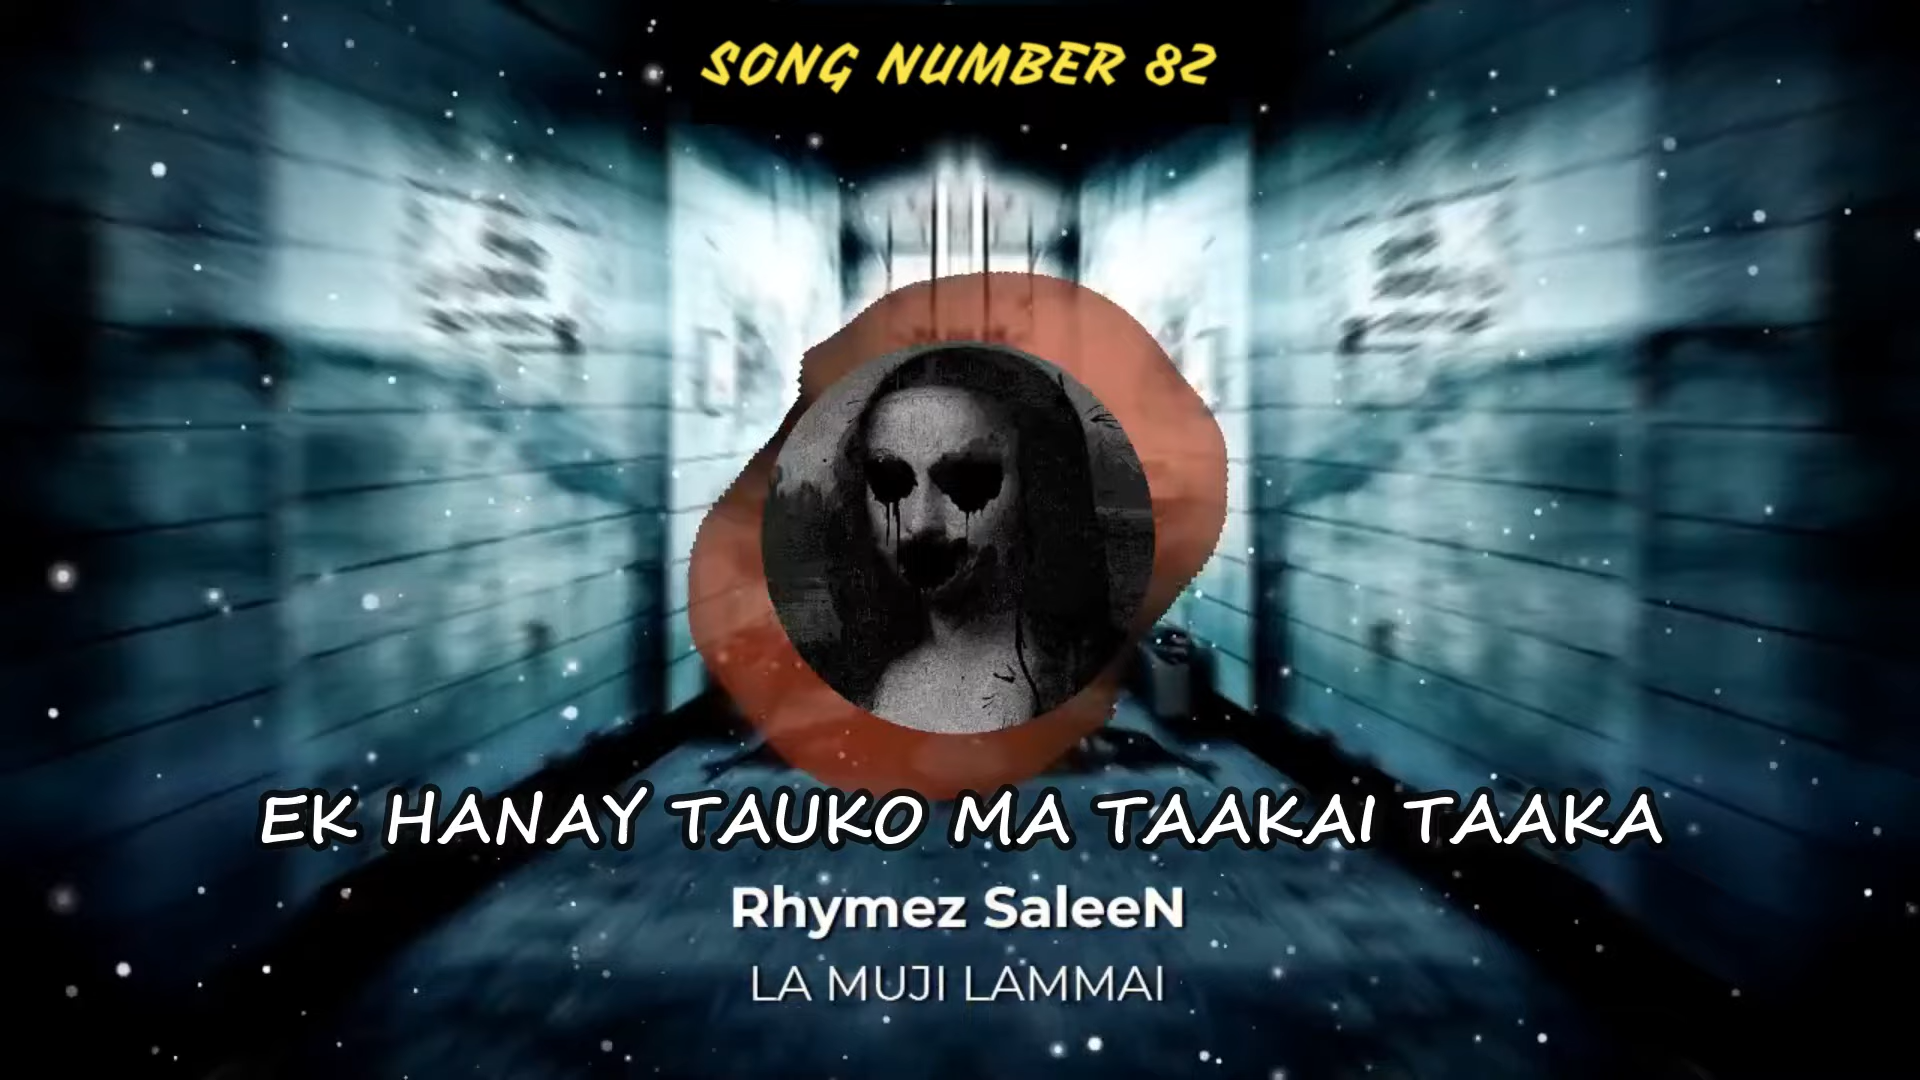 SONG NUMBER 82
EK HANAY TAUKO MA TAAKAI TAAKA
Rhymez SaleeN
LA MUJI LAMMAI